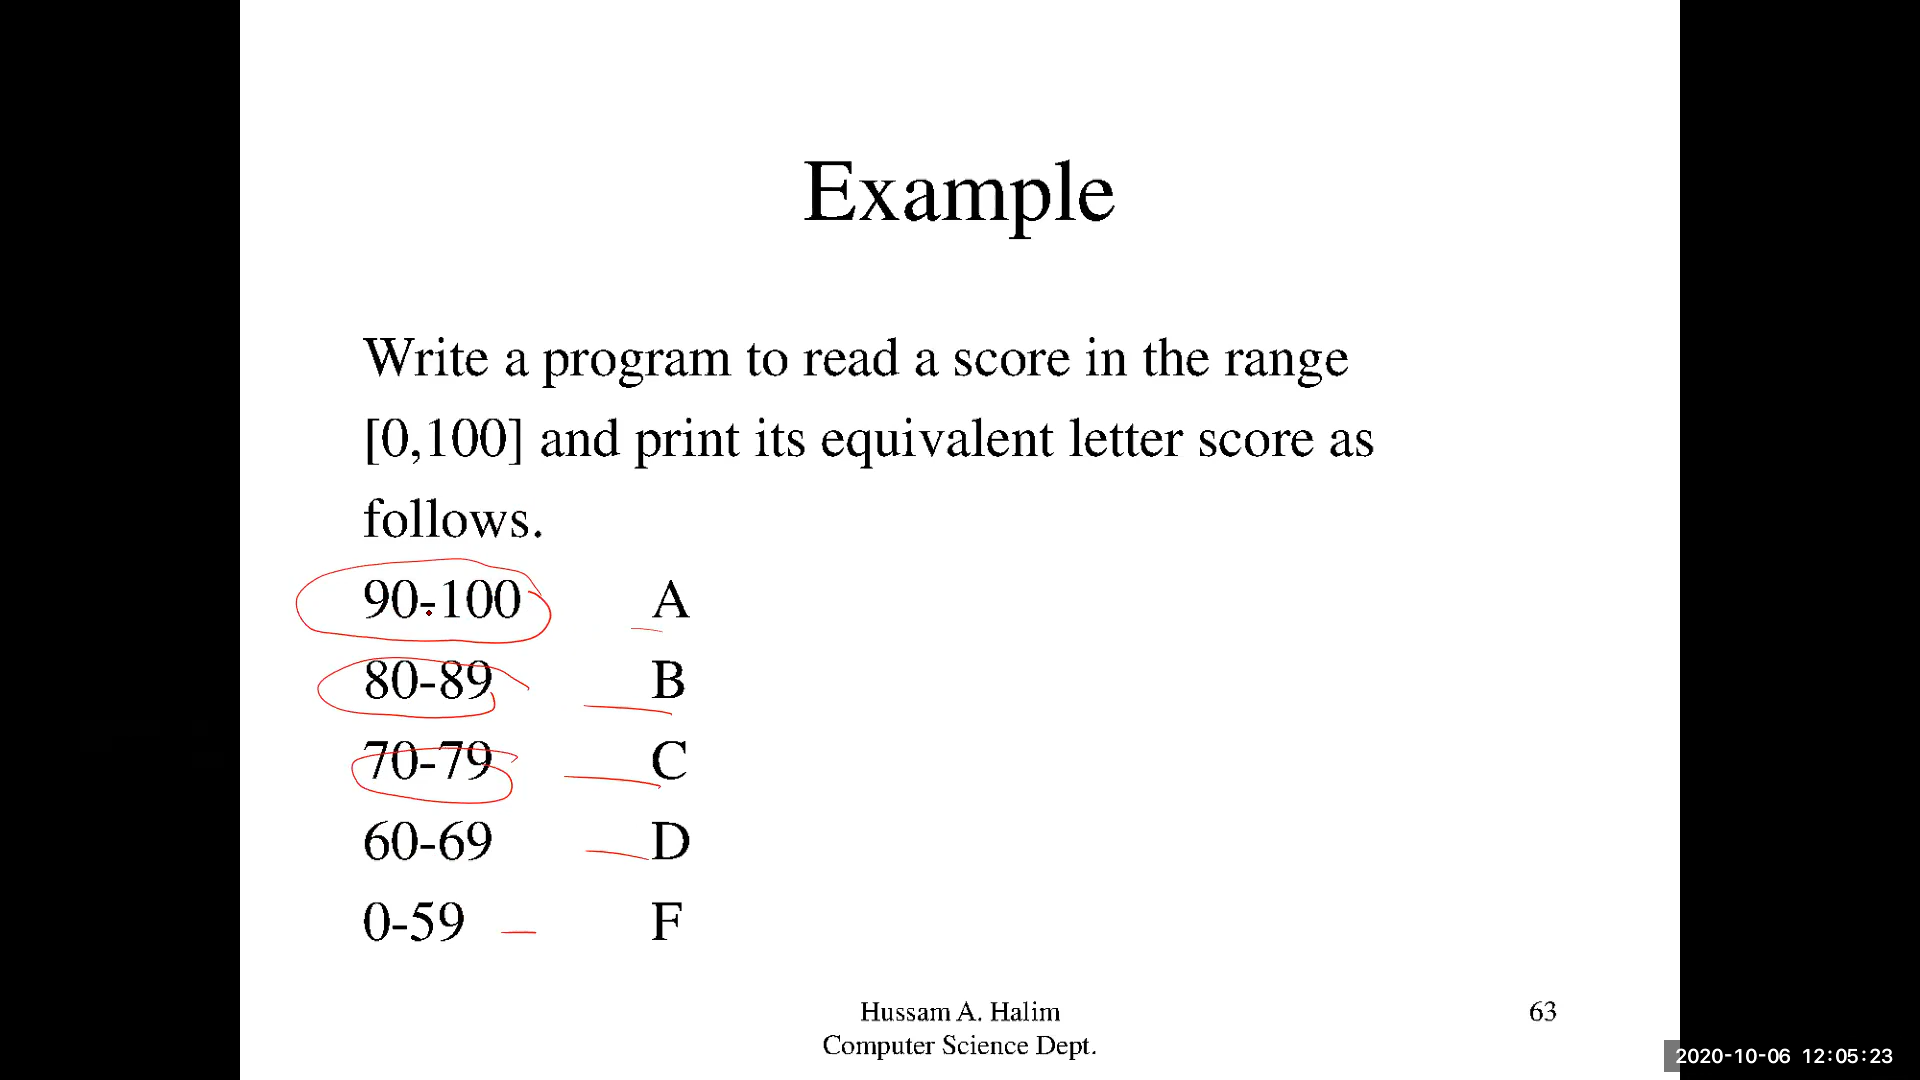 Example
Write a program to read a score in the range
[0,100] and print its equivalent letter score as
follows.
90-100 A
80-89 B
70-79 C
60-69 D
0-59 F
Hussam A. Halim
Computer Science Dept.
63
2020-10-06 12:05:23